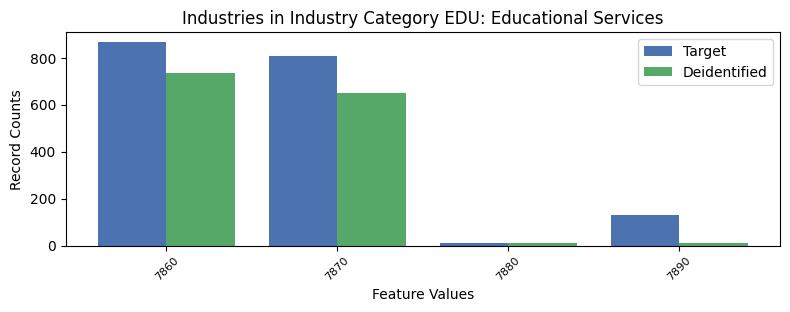 Industries in Industry Category EDU: Educational Services
Target
Deidentified
Record Counts
800
600
400
200
0
7860 7870 7880 7890
Feature Values